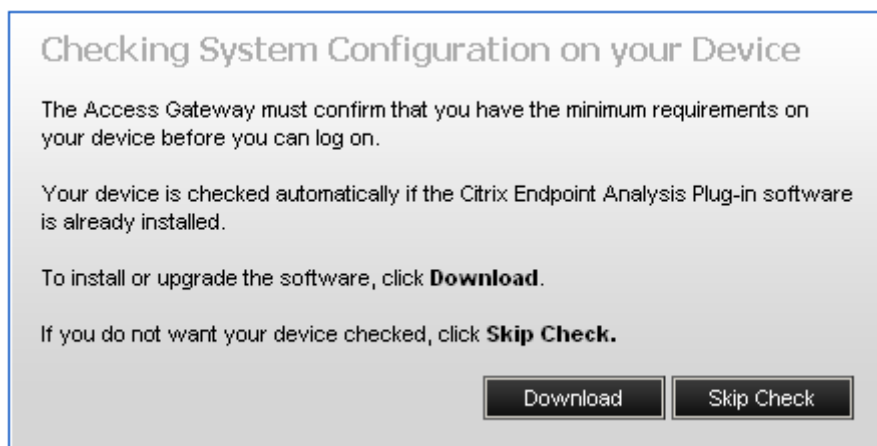 Checking System Configuration on your Device
The Access Gateway must confirm that you have the minimum requirements on
your device before you can log on.
Your device is checked automatically if the Citrix Endpoint Analysis Plug-in software
is already installed.
To install or upgrade the software, click Download.
If you do not want your device checked, click Skip Check.
Download
Skip Check